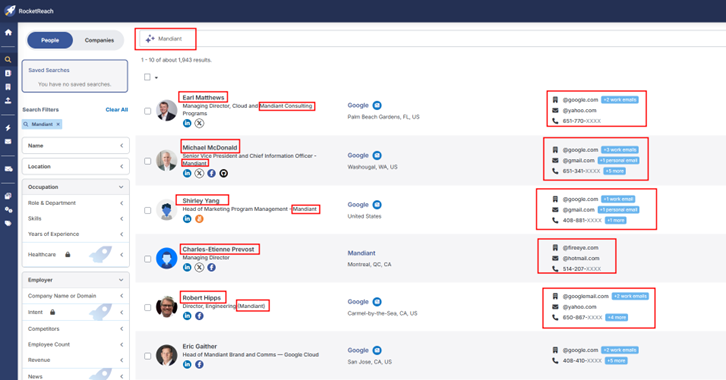 RocketReach
People
Companies
Mandiant
1 - 10 of about 1,943 results.
Saved Searches
You have no saved searches.
Search Filters
Clear All
Mandiant ×
Name
Location
Occupation
Role & Department
Skills
Years of Experience
Healthcare
Employer
Company Name or Domain
Intent
Competitors
Employee Count
Revenue
News
Earl Matthews
Managing Director, Cloud and Mandiant Consulting
Programs
Google
Palm Beach Gardens, FL, US
@google.com +2 work emails
@yahoo.com
651-770-XXXX
Michael McDonald
Senior Vice President and Chief Information Officer -
Mandiant
Google
Washougal, WA, US
@google.com +2 work emails
@gmail.com +1 personal email
651-341-XXXX +5 more
Shirley Yang
Head of Marketing Program Management - Mandiant
Google
United States
@google.com +1 work email
@gmail.com +1 personal email
408-881-XXXX +1 more
Charles-Etienne Prevost
Managing Director
Mandiant
Montreal, QC, CA
@fireeye.com
@hotmail.com
514-207-XXXX
Robert Hipps
Director, Engineering (Mandiant)
Google
Carmel-by-the-Sea, CA, US
@googlemail.com +2 work emails
@yahoo.com
650-867-XXXX +4 more
Eric Gaither
Head of Mandiant Brand and Comms — Google Cloud
Google
San Jose, CA, US
@google.com +2 work emails
408-410-XXXX +5 more